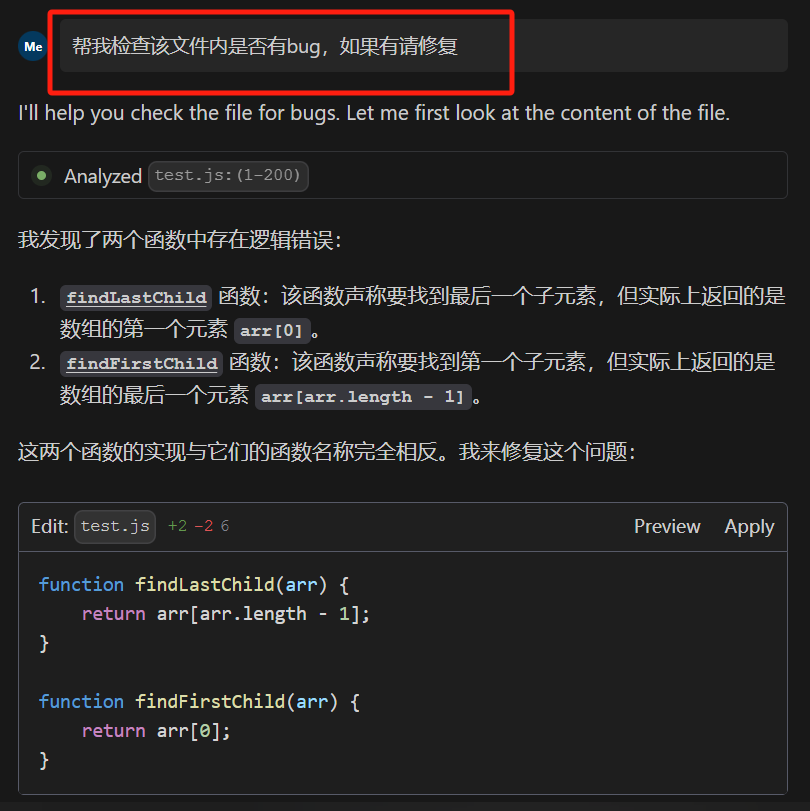 Me
帮我检查该文件内是否有bug，如果有请修复
I'll help you check the file for bugs. Let me first look at the content of the file.
Analyzed test.js:(1-200)
我发现了两个函数中存在逻辑错误：
1. findLastChild 函数：该函数声称要找到最后一个子元素，但实际上返回的是
数组的第一个元素 arr[0]。
2. findFirstChild 函数：该函数声称要找到第一个子元素，但实际上返回的是
数组的最后一个元素 arr[arr.length - 1]。
这两个函数的实现与它们的函数名称完全相反。我来修复这个问题：
Edit: test.js +2 -2 6 Preview Apply
function findLastChild(arr) {
    return arr[arr.length - 1];
}
function findFirstChild(arr) {
    return arr[0];
}